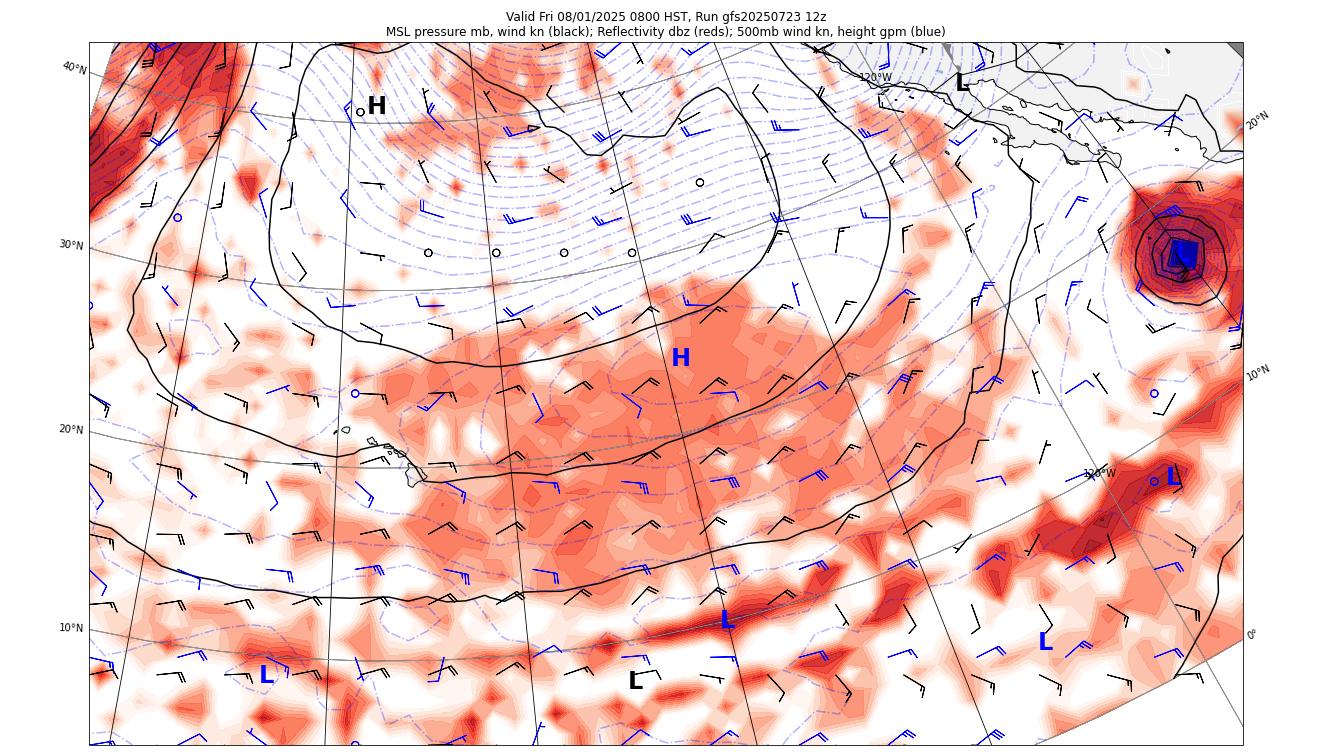 Valid Fri 08/01/2025 0800 HST, Run gfs20250723 12z
MSL pressure mb, wind kn (black); Reflectivity dbz (reds); 500mb wind kn, height gpm (blue)
40°N
120°W
L
H
20°N
30°N
H
10°N
20°N
120°W
L
10°N
L
0°
L
L
L